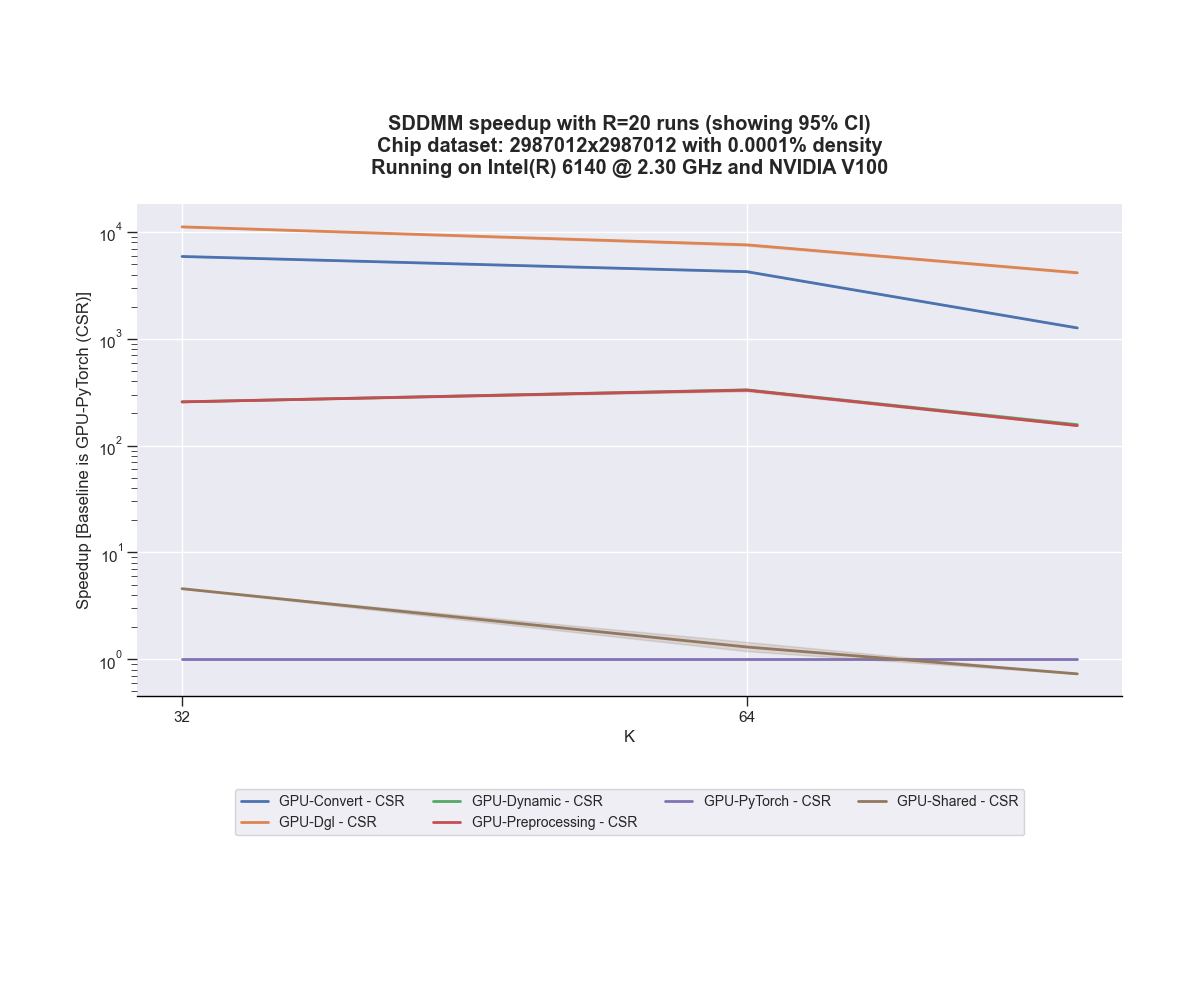 SDDMM speedup with R=20 runs (showing 95% CI)
Chip dataset: 2987012x2987012 with 0.0001% density
Running on Intel(R) 6140 @ 2.30 GHz and NVIDIA V100
Speedup [Baseline is GPU-PyTorch (CSR)]
10^4
10^3
10^2
10^1
10^0
32 64
K
GPU-Convert - CSR GPU-Dynamic - CSR GPU-PyTorch - CSR GPU-Shared - CSR
GPU-Dgl - CSR GPU-Preprocessing - CSR